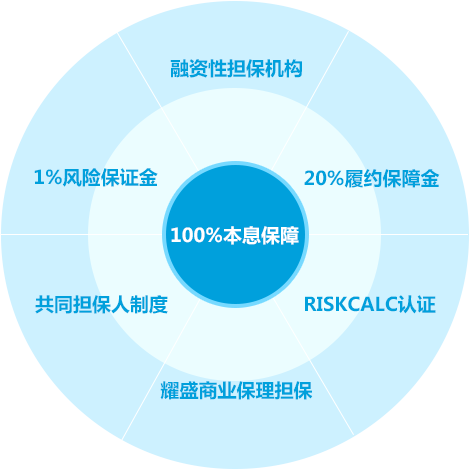 融资性担保机构
1%风险保证金
20%履约保障金
100%本息保障
共同担保人制度
RISKCALC认证
耀盛商业保理担保